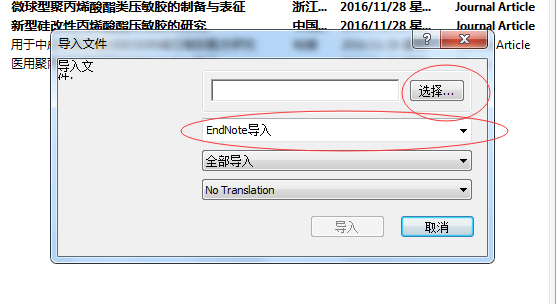 微球型聚丙烯酸酯类压敏胶的制备与表征 浙江... 2016/11/28 星... Journal Article
新型硅改性丙烯酸压敏胶的研究 中国... 2016/11/28 星... Journal Article
用于中 Article
医用聚
导入文件
导入文件.
选择...
EndNote导入
全部导入
No Translation
导入 取消